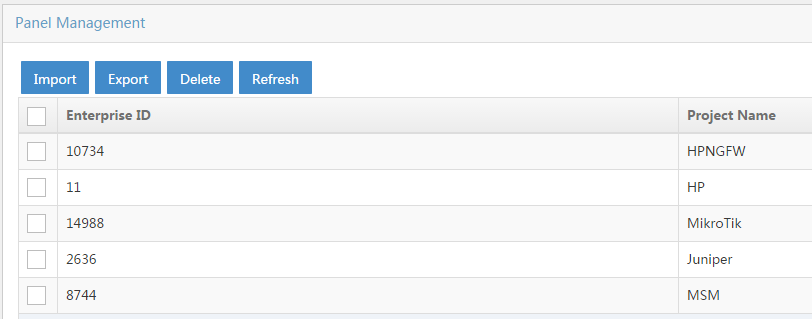 Panel Management
Import Export Delete Refresh
Enterprise ID Project Name
10734 HPNGFW
11 HP
14988 MikroTik
2636 Juniper
8744 MSM